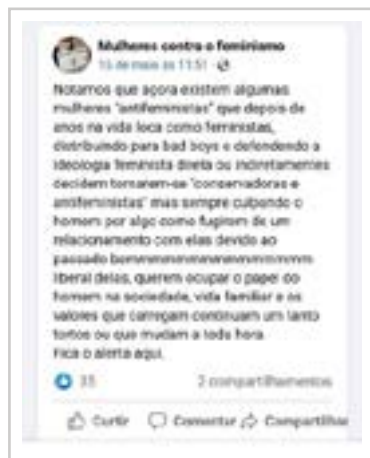 Mulheres contra o feminismo
15 de maio às 11:51 ·
Notamos que agora existem algumas
mulheres "antifeministas" que depois de
anos na vida loca como feministas,
distribuindo para bad boys e defendendo a
ideologia feminista direta ou indiretamente
decidem tornarem-se "conservadoras e
antifeministas" mas sempre culpando o
homem por algo como fugirem de um
relacionamento com elas devido ao
passado
liberal delas, querem ocupar o papel do
homem na sociedade, vida familiar e os
valores que carregam continuam um tanto
tortos ou que mudam a toda hora.
Fica o alerta aqui.
35 2 compartilhamentos
Curtir Comentar Compartilhar